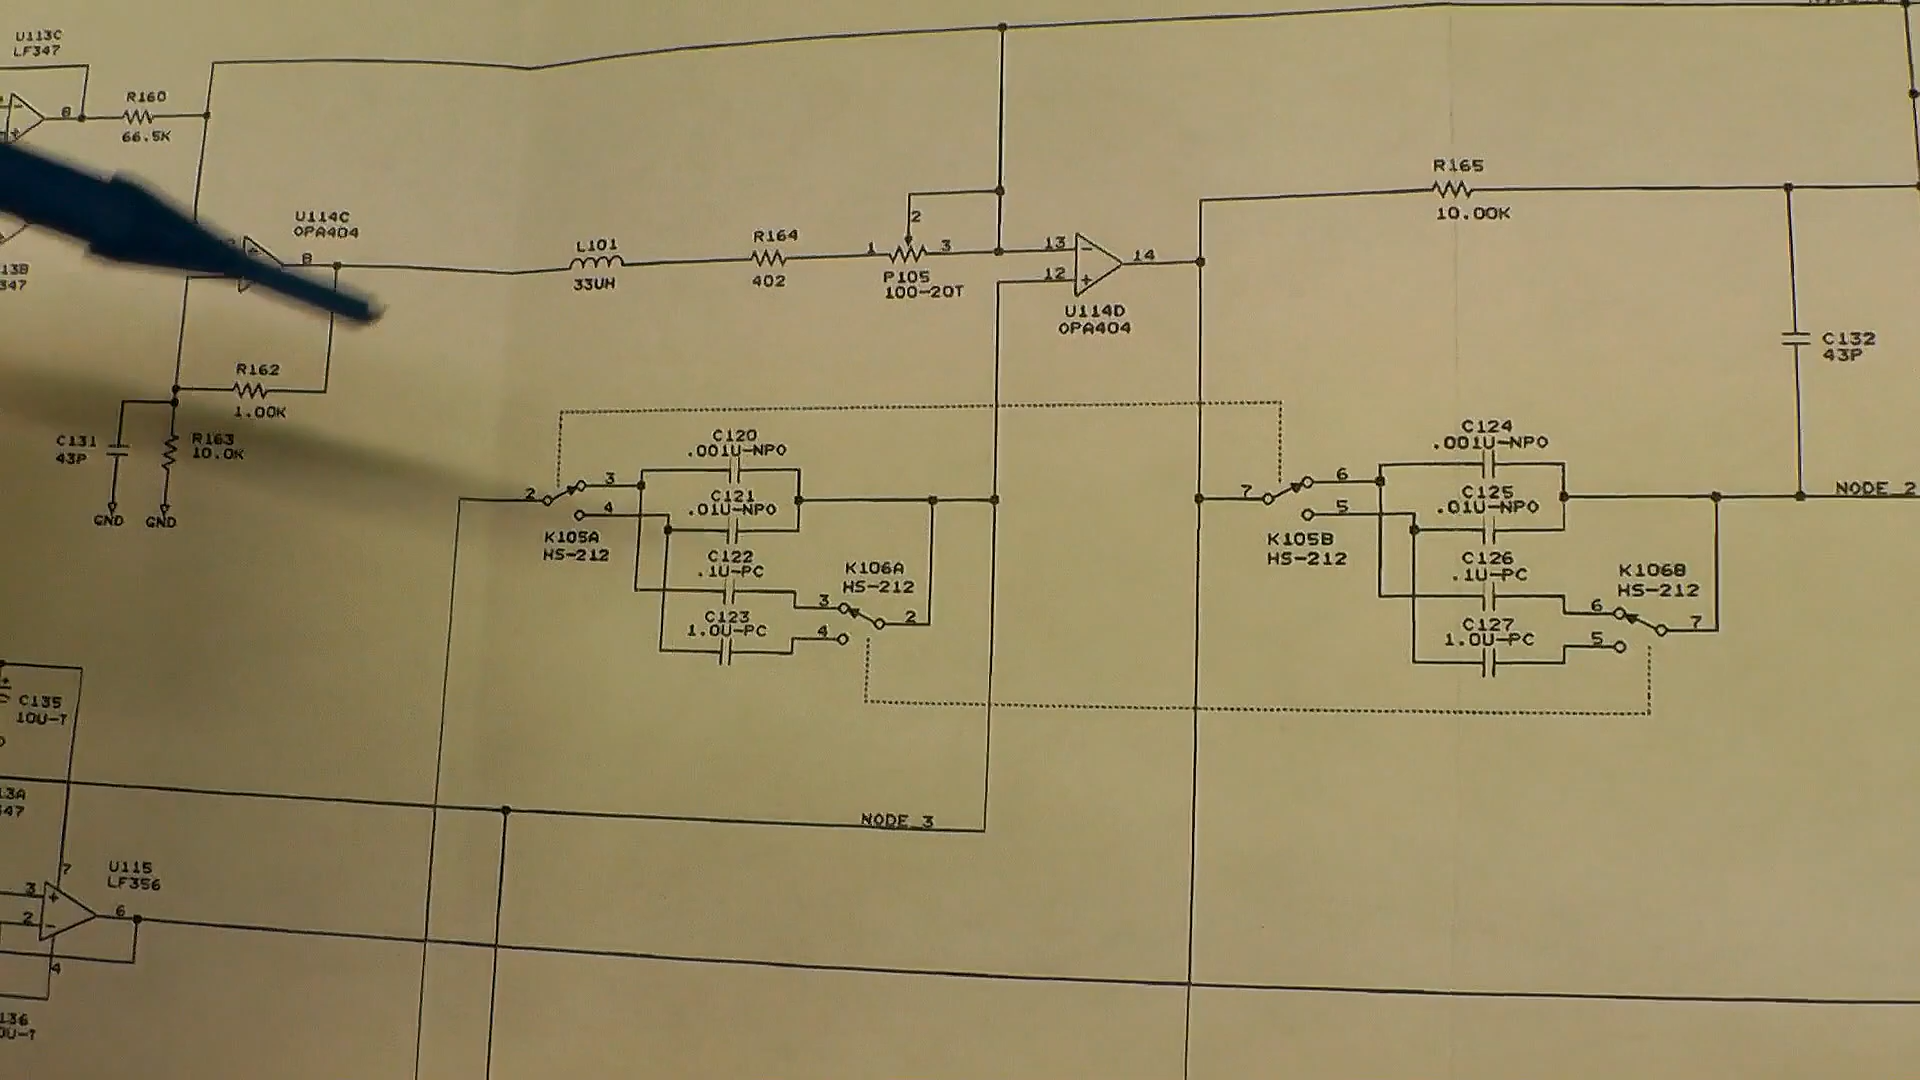 U113C
LF347
8
R160
66.5K
U114C
OPA404
8
L101
33UH
R164
402
1
2
3
P105
100-20T
13
12
14
U114D
OPA404
R165
10.00K
C132
43P
13B
347
R162
1.00K
C131
43P
R163
10.0K
GND
GND
2
3
4
K105A
HS-212
C120
.001U-NPO
C121
.01U-NPO
C122
.1U-PC
C123
1.0U-PC
K106A
HS-212
3
4
2
7
6
5
K105B
HS-212
C124
.001U-NPO
C125
.01U-NPO
C126
.1U-PC
C127
1.0U-PC
K106B
HS-212
6
5
7
NODE_2
C135
10U-T
13A
47
NODE_3
U115
LF356
7
3
2
6
4
136
0U-T